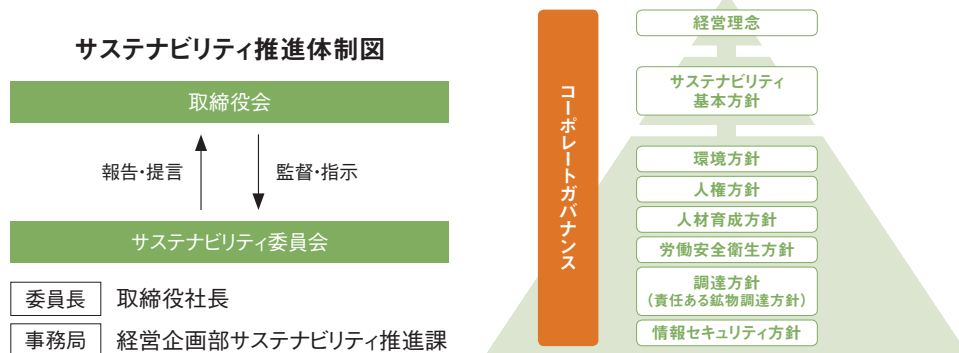 サステナビリティ推進体制図
取締役会
報告・提言
監督・指示
サステナビリティ委員会
委員長 取締役社長
事務局 経営企画部サステナビリティ推進課
コーポレートガバナンス
経営理念
サステナビリティ
基本方針
環境方針
人権方針
人材育成方針
労働安全衛生方針
調達方針
(責任ある鉱物調達方針)
情報セキュリティ方針